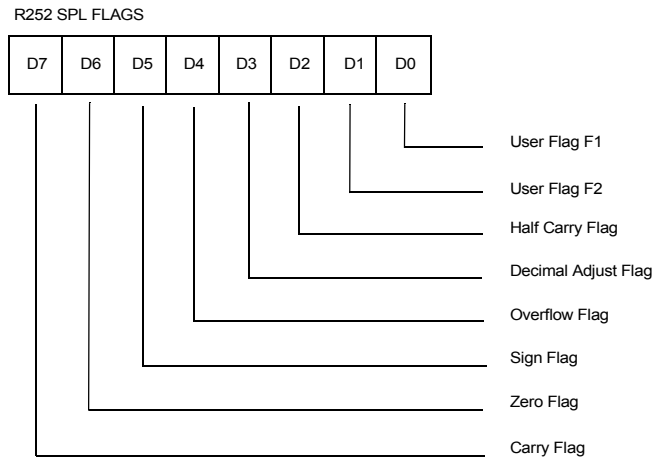 R252 SPL FLAGS
D7 D6 D5 D4 D3 D2 D1 D0
User Flag F1
User Flag F2
Half Carry Flag
Decimal Adjust Flag
Overflow Flag
Sign Flag
Zero Flag
Carry Flag